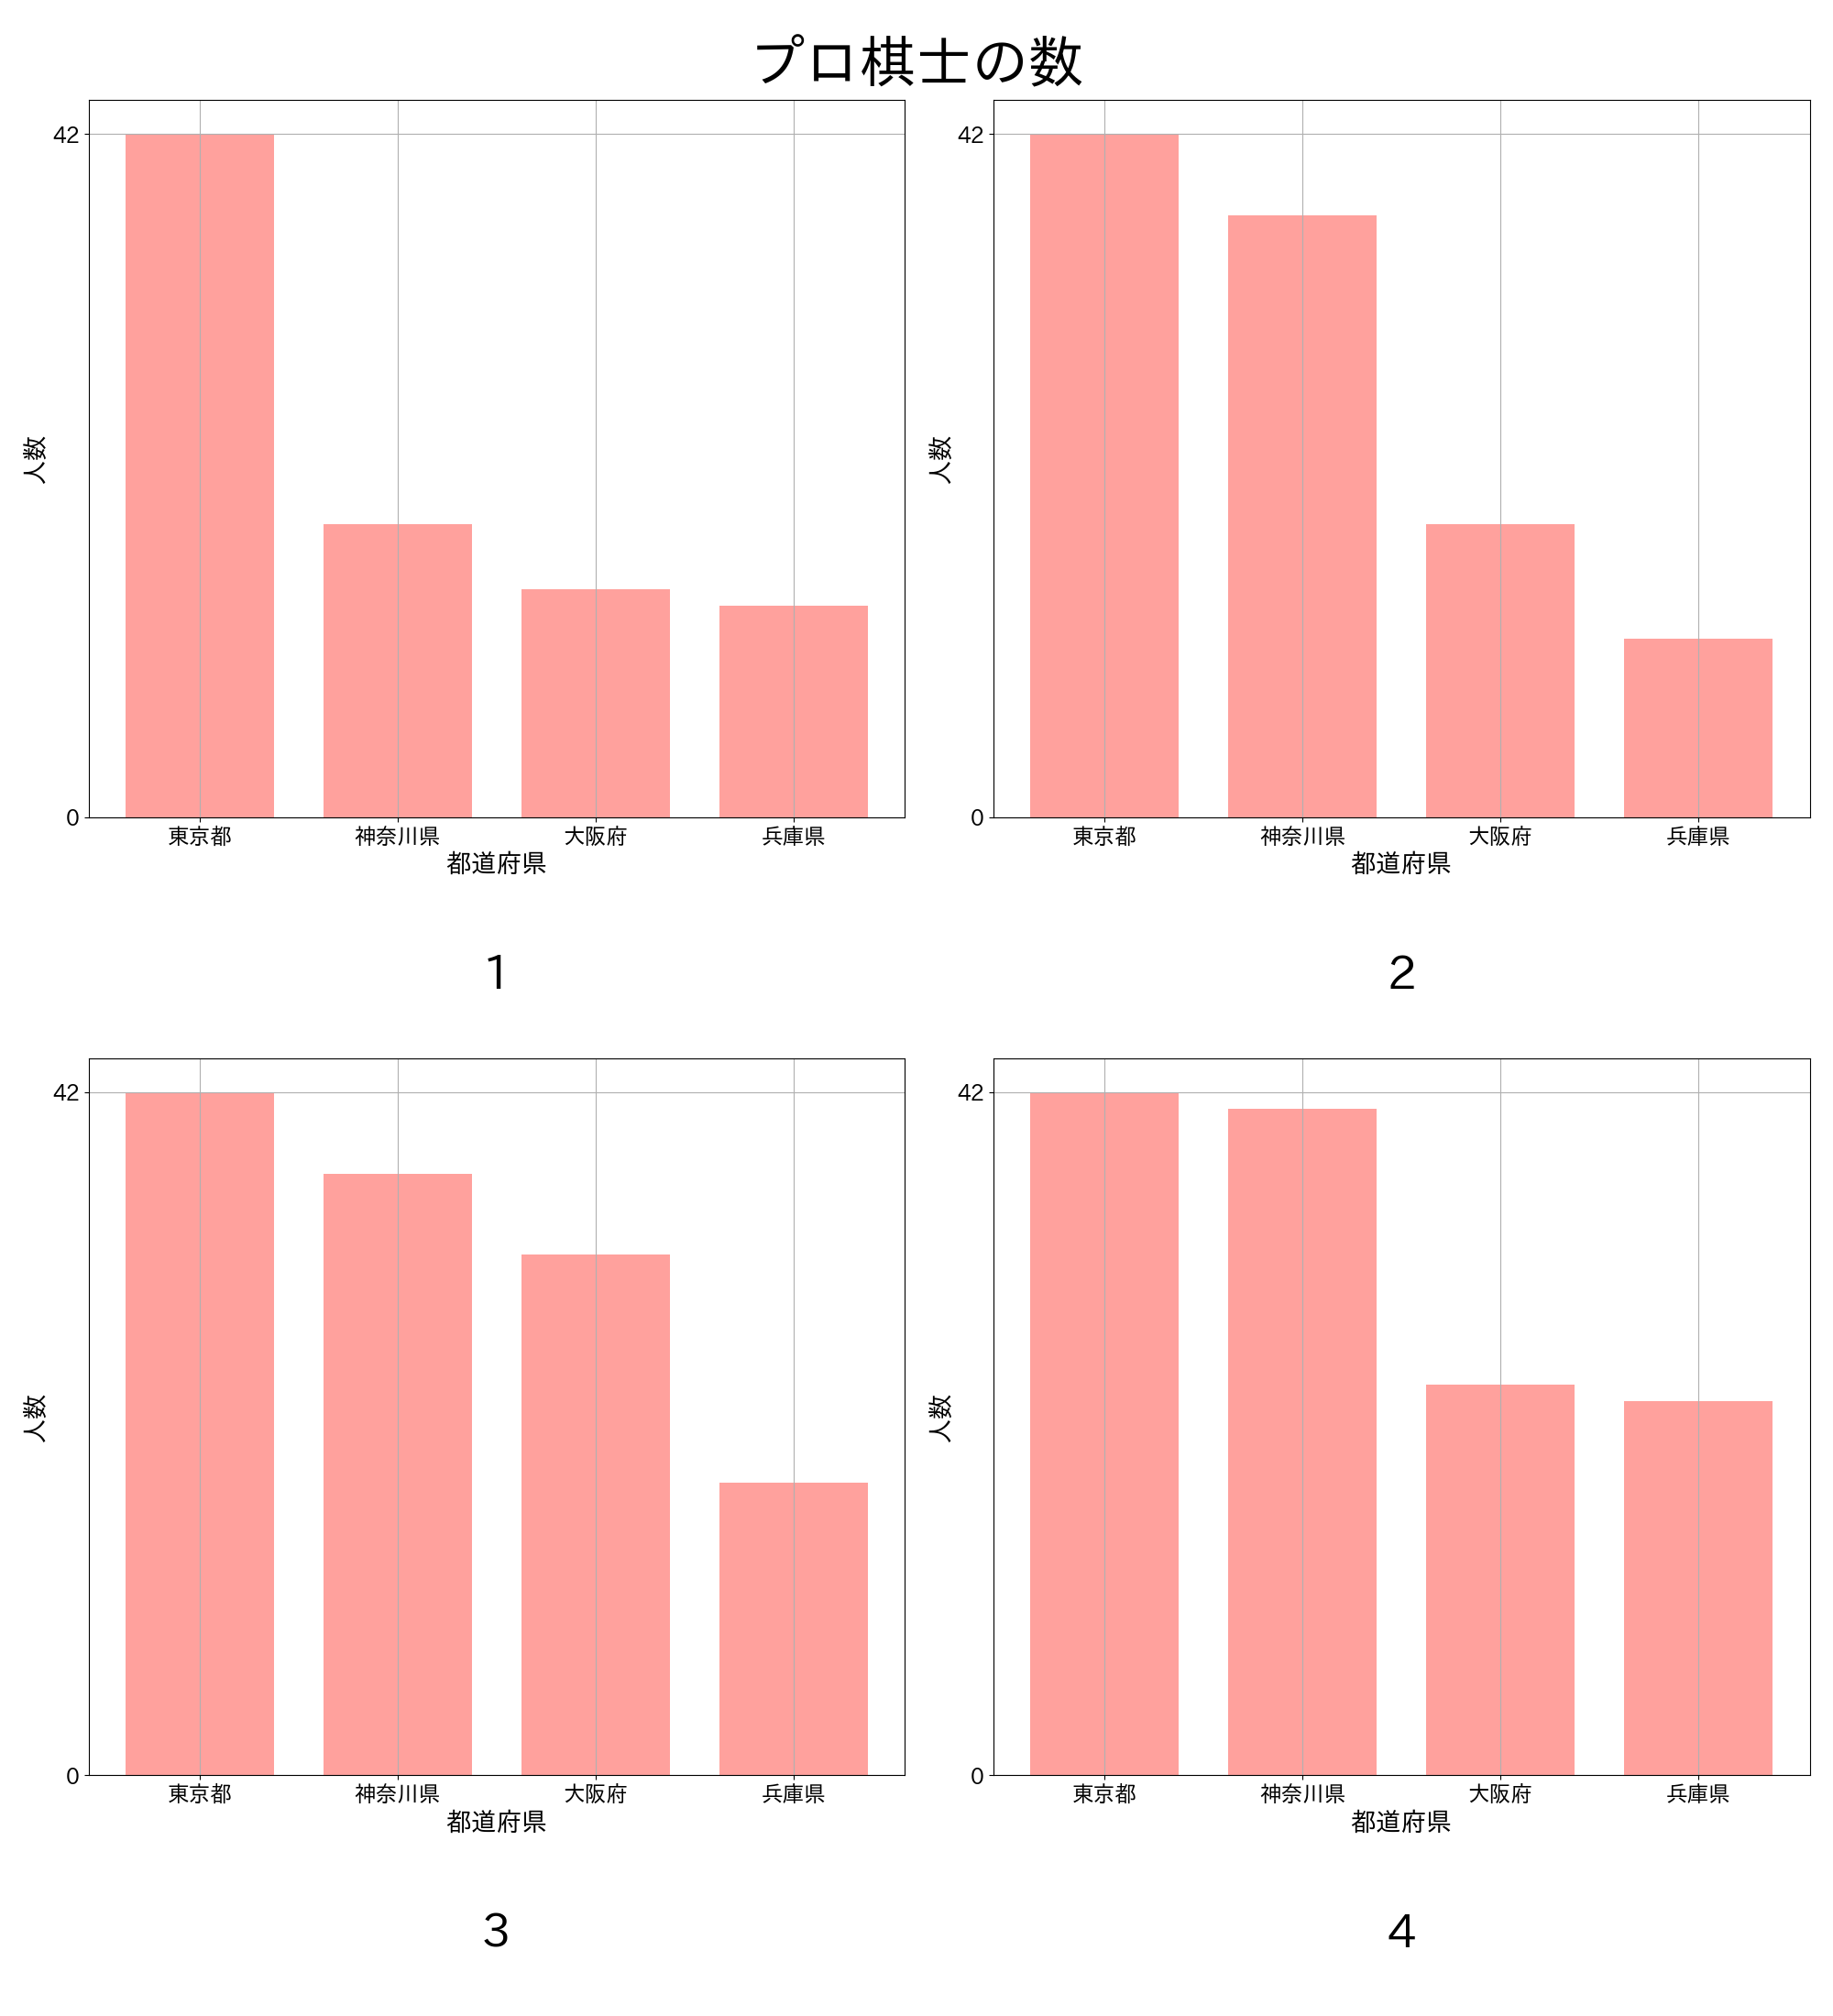 プロ棋士の数
42
0
人数
東京都 神奈川県 大阪府 兵庫県
都道府県
1
42
0
人数
東京都 神奈川県 大阪府 兵庫県
都道府県
2
42
0
人数
東京都 神奈川県 大阪府 兵庫県
都道府県
3
42
0
人数
東京都 神奈川県 大阪府 兵庫県
都道府県
4